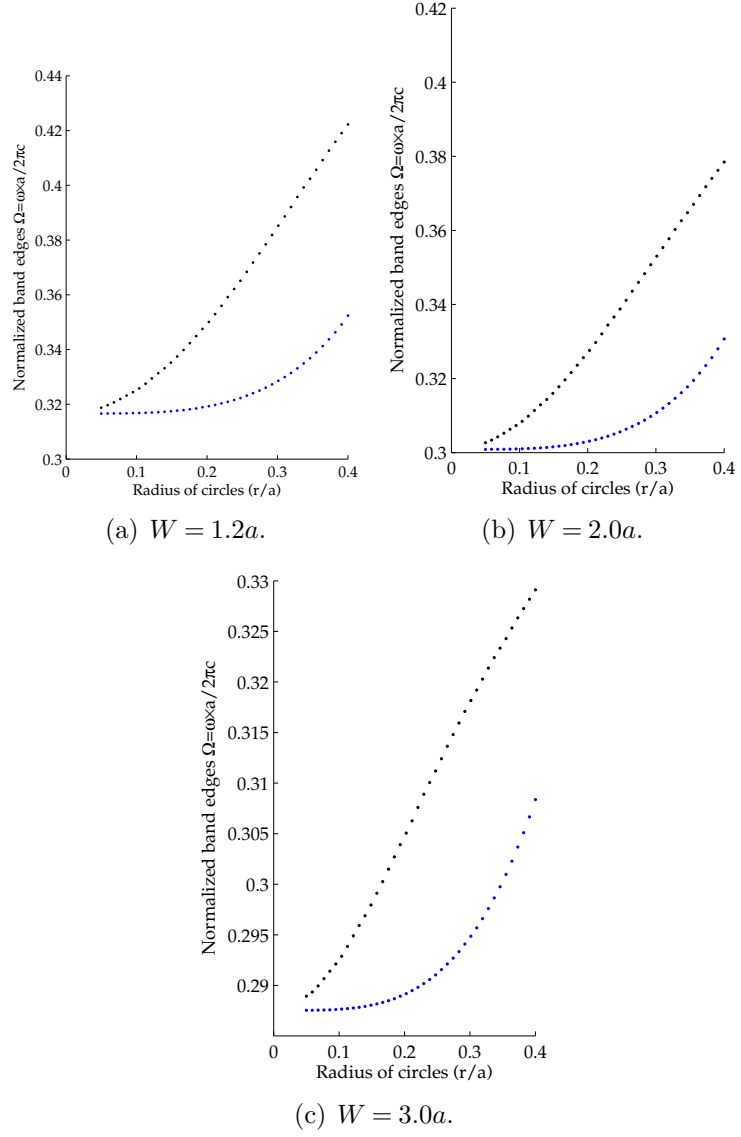 Normalized band edges Ω=ω×a/2πc
0.44
0.42
0.4
0.38
0.36
0.34
0.32
0.3
0 0.1 0.2 0.3 0.4
Radius of circles (r/a)
(a) W = 1.2a.
Normalized band edges Ω=ω×a/2πc
0.42
0.4
0.38
0.36
0.34
0.32
0.3
0 0.1 0.2 0.3 0.4
Radius of circles (r/a)
(b) W = 2.0a.
Normalized band edges Ω=ω×a/2πc
0.33
0.325
0.32
0.315
0.31
0.305
0.3
0.295
0.29
0 0.1 0.2 0.3 0.4
Radius of circles (r/a)
(c) W = 3.0a.